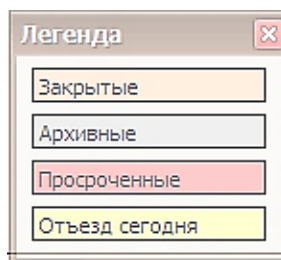 Легенда
Закрытые
Архивные
Просроченные
Отъезд сегодня